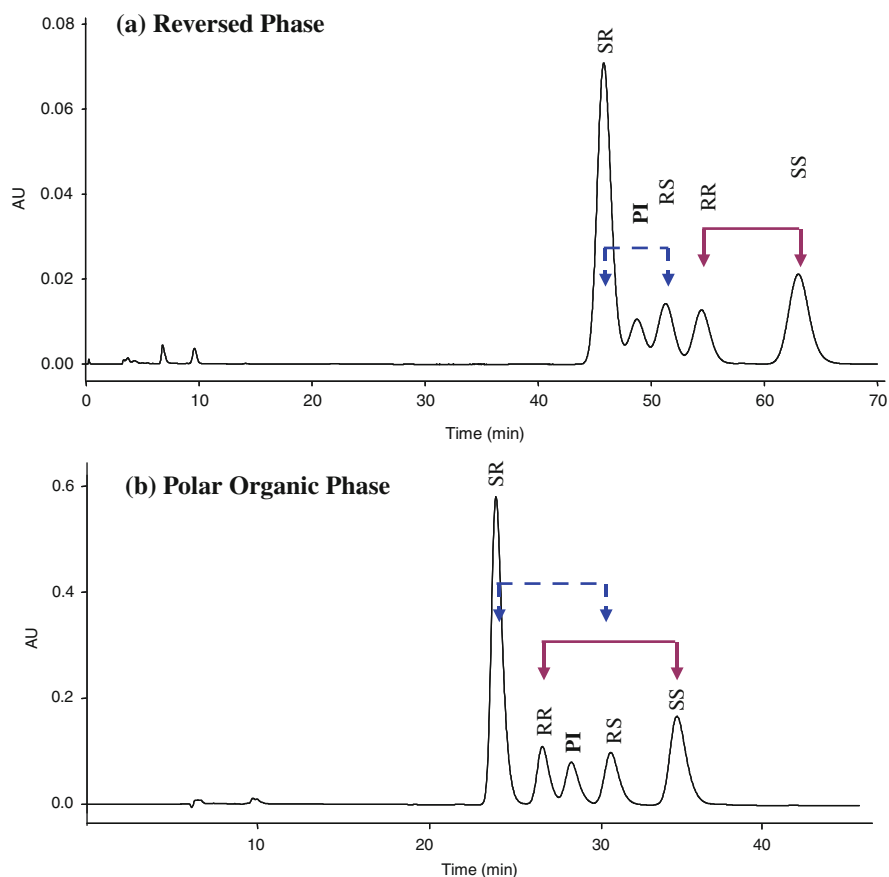 (a) Reversed Phase
0.08
0.06
0.04
0.02
0.00
AU
SR
PI
RS
RR
SS
0 10 20 30 40 50 60 70
Time (min)
(b) Polar Organic Phase
0.6
0.4
0.2
0.0
AU
SR
RR
PI
RS
SS
10 20 30 40
Time (min)